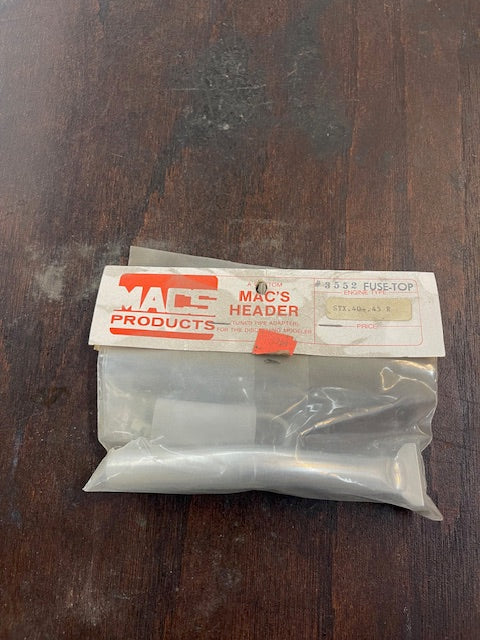 MACS
PRODUCTS
A CUSTOM
MAC'S
HEADER
(TUNED PIPE ADAPTER)
FOR THE DISCERNING MODELER
# 3552 FUSE-TOP
ENGINE TYPE
STX.40-.45 R
PRICE